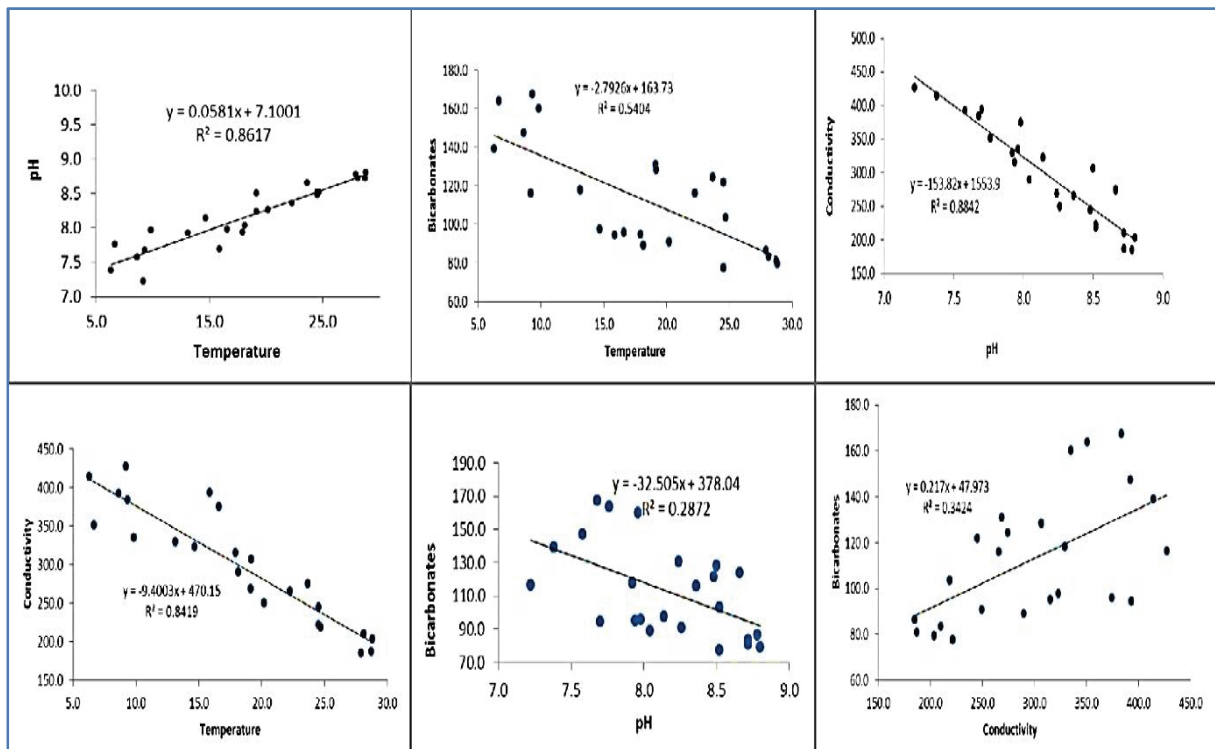 10.0
9.5
9.0
8.5
8.0
7.5
7.0
pH
y = 0.0581x + 7.1001
R² = 0.8617
5.0 15.0 25.0
Temperature
180.0
160.0
140.0
120.0
100.0
80.0
60.0
Bicarbonates
y = -2.7926x + 163.73
R² = 0.5404
5.0 10.0 15.0 20.0 25.0 30.0
Temperature
500.0
450.0
400.0
350.0
300.0
250.0
200.0
150.0
Conductivity
y = -153.82x + 1553.9
R² = 0.8842
7.0 7.5 8.0 8.5 9.0
pH
450.0
400.0
350.0
300.0
250.0
200.0
150.0
Conductivity
y = -9.4003x + 470.15
R² = 0.8419
5.0 10.0 15.0 20.0 25.0 30.0
Temperature
190.0
170.0
150.0
130.0
110.0
90.0
70.0
Bicarbonates
y = -32.505x + 378.04
R² = 0.2872
7.0 7.5 8.0 8.5 9.0
pH
180.0
160.0
140.0
120.0
100.0
80.0
60.0
Bicarbonates
y = 0.217x + 47.973
R² = 0.3424
150.0 200.0 250.0 300.0 350.0 400.0 450.0
Conductivity